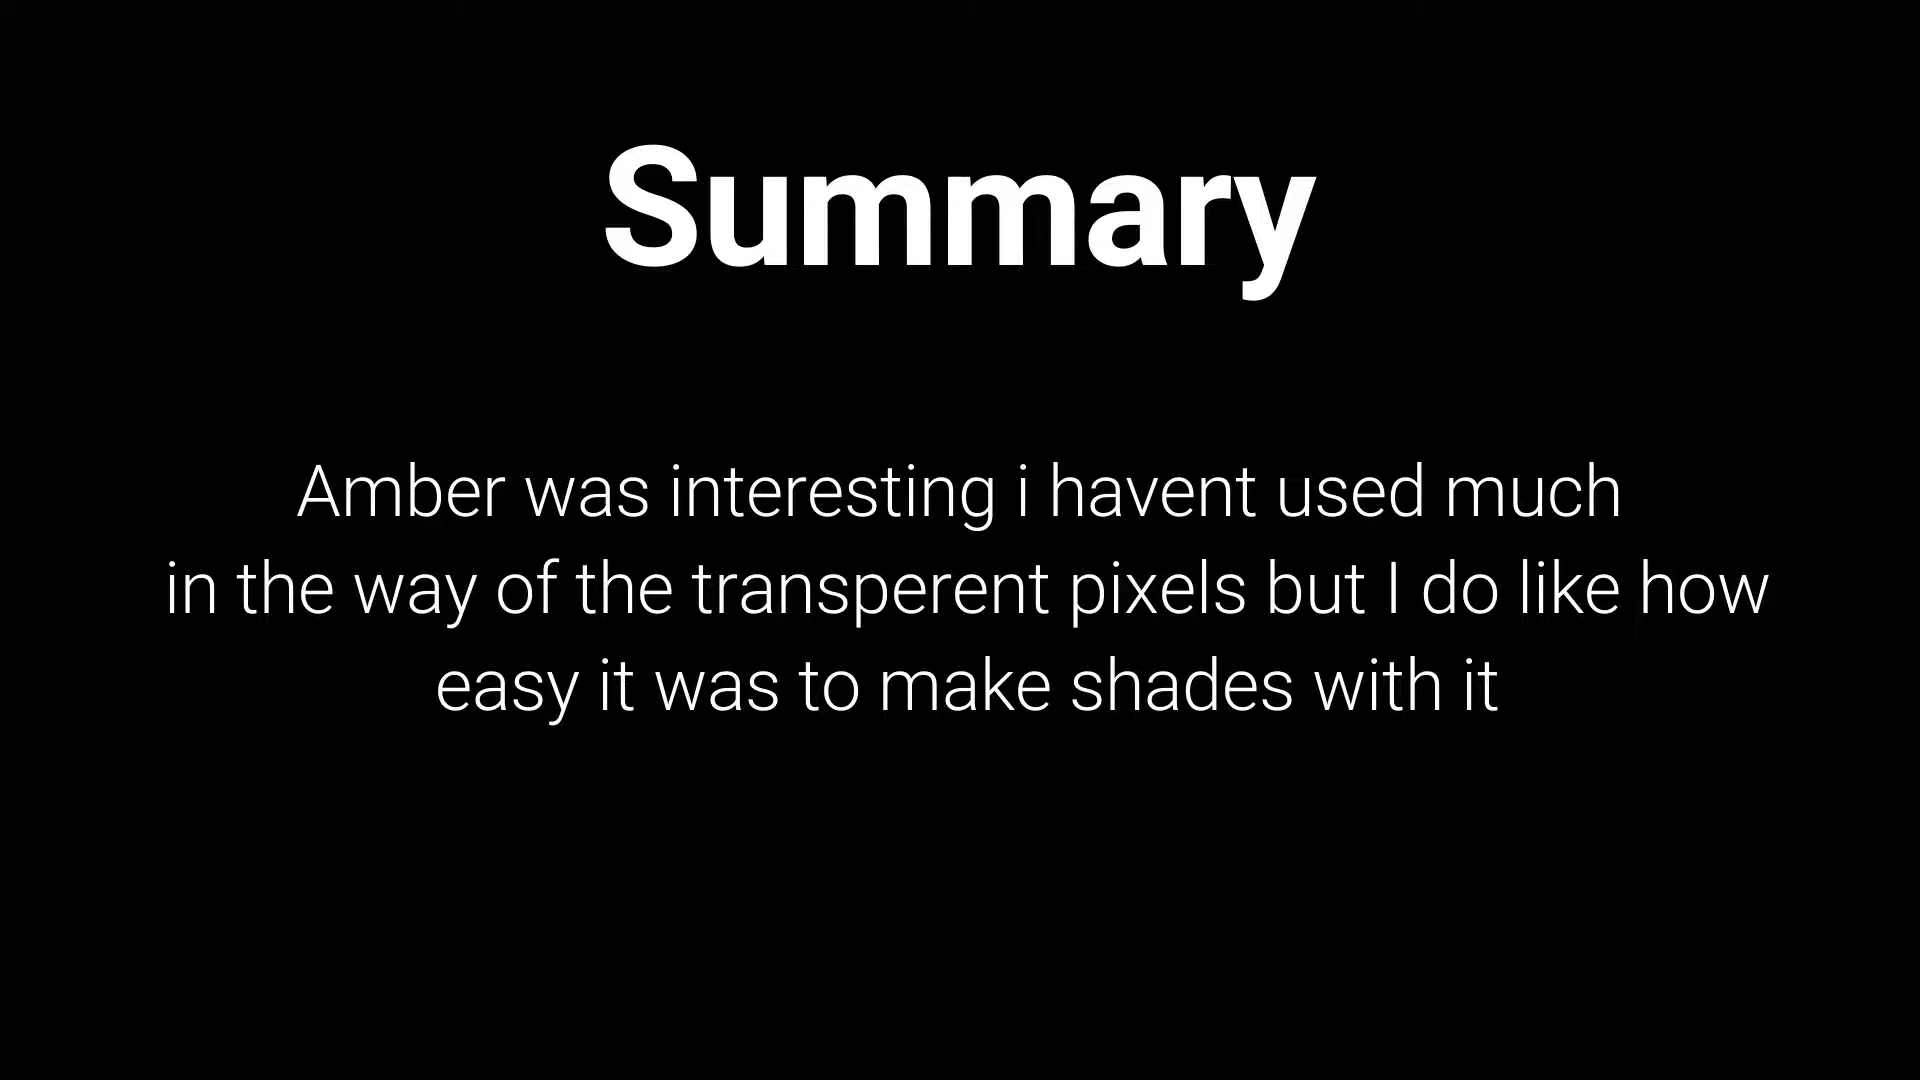 Summary
Amber was interesting i havent used much
in the way of the transperent pixels but I do like how
easy it was to make shades with it